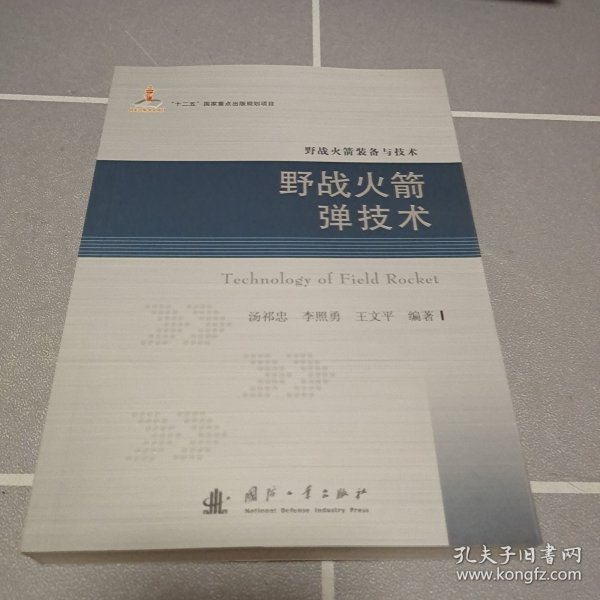 "十二五"国家重点出版规划项目
野战火箭装备与技术
野战火箭
弹技术
Technology of Field Rocket
汤祁忠 李照勇 王文平 编著
国防工业出版社
National Defense Industry Press
孔夫子旧书网
www.kongfz.com